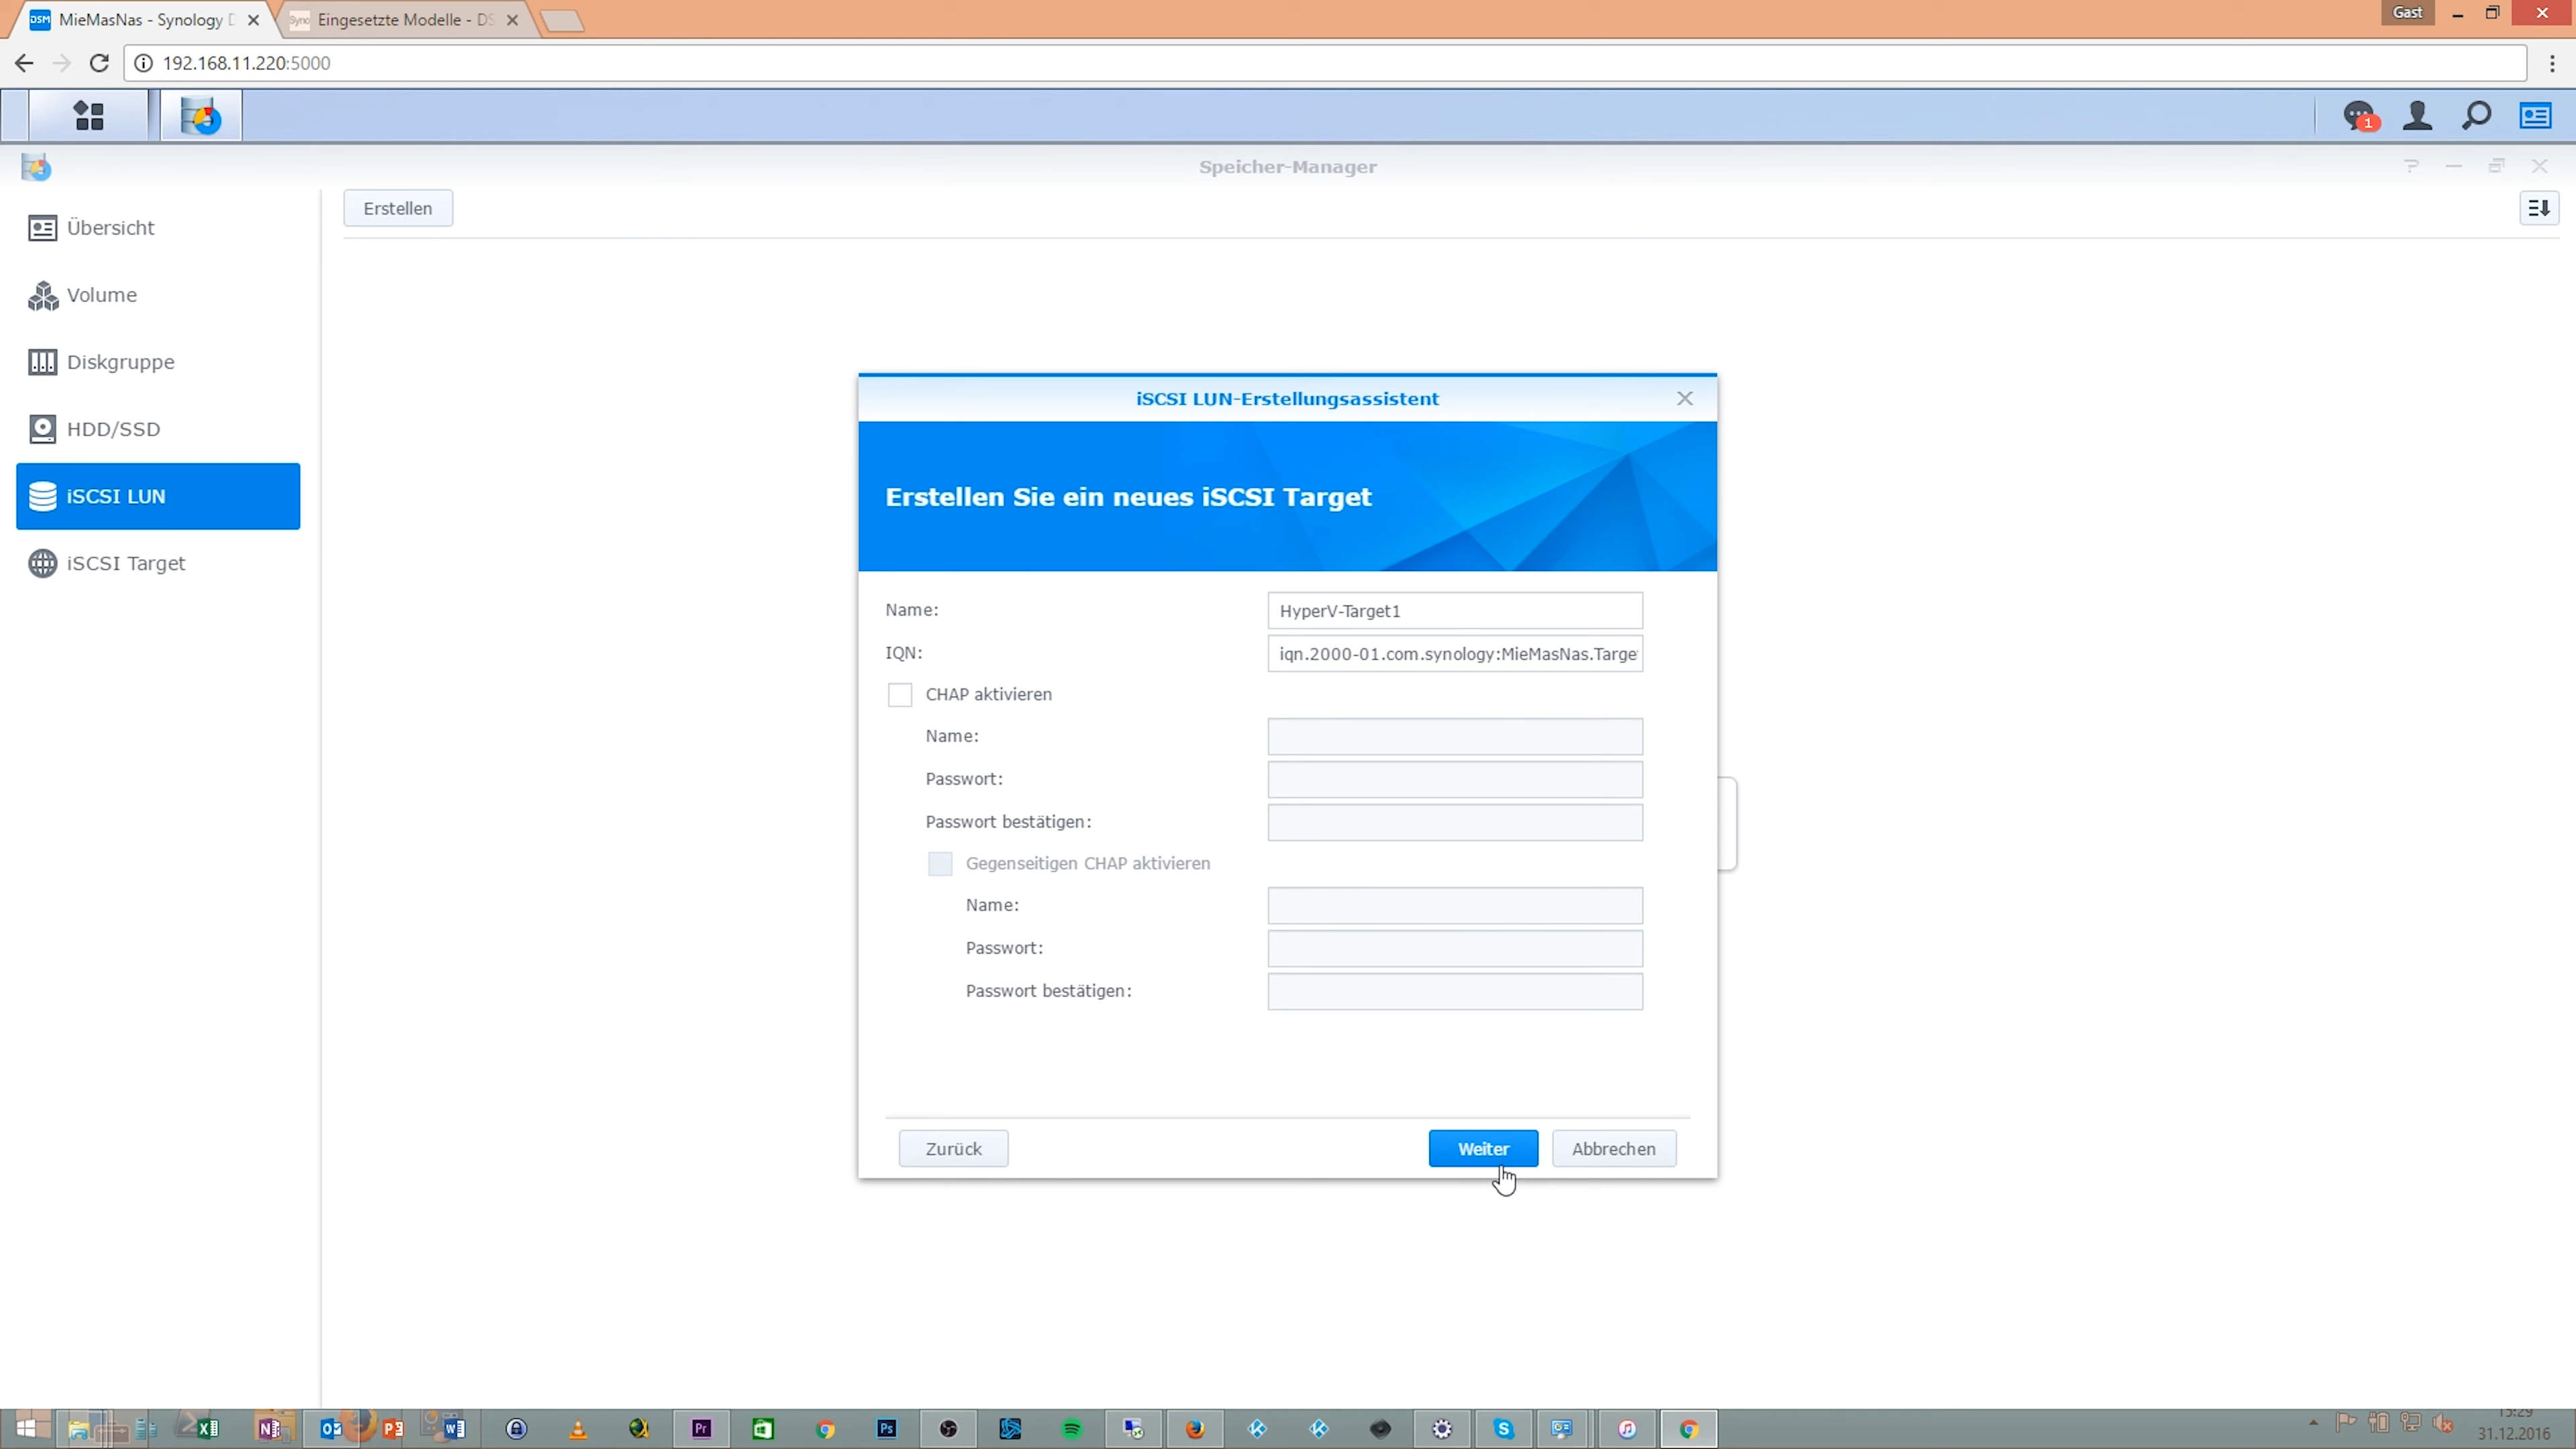 MieMasNas - Synology D
Eingesetzte Modelle - DS
Gast
192.168.11.220:5000
1
Speicher-Manager
Erstellen
Übersicht
Volume
Diskgruppe
HDD/SSD
iSCSI LUN
iSCSI Target
iSCSI LUN-Erstellungsassistent
Erstellen Sie ein neues iSCSI Target
Name: HyperV-Target1
IQN: iqn.2000-01.com.synology:MieMasNas.Targe
CHAP aktivieren
Name:
Passwort:
Passwort bestätigen:
Gegenseitigen CHAP aktivieren
Name:
Passwort:
Passwort bestätigen:
Zurück Weiter Abbrechen
15:29
31.12.2016